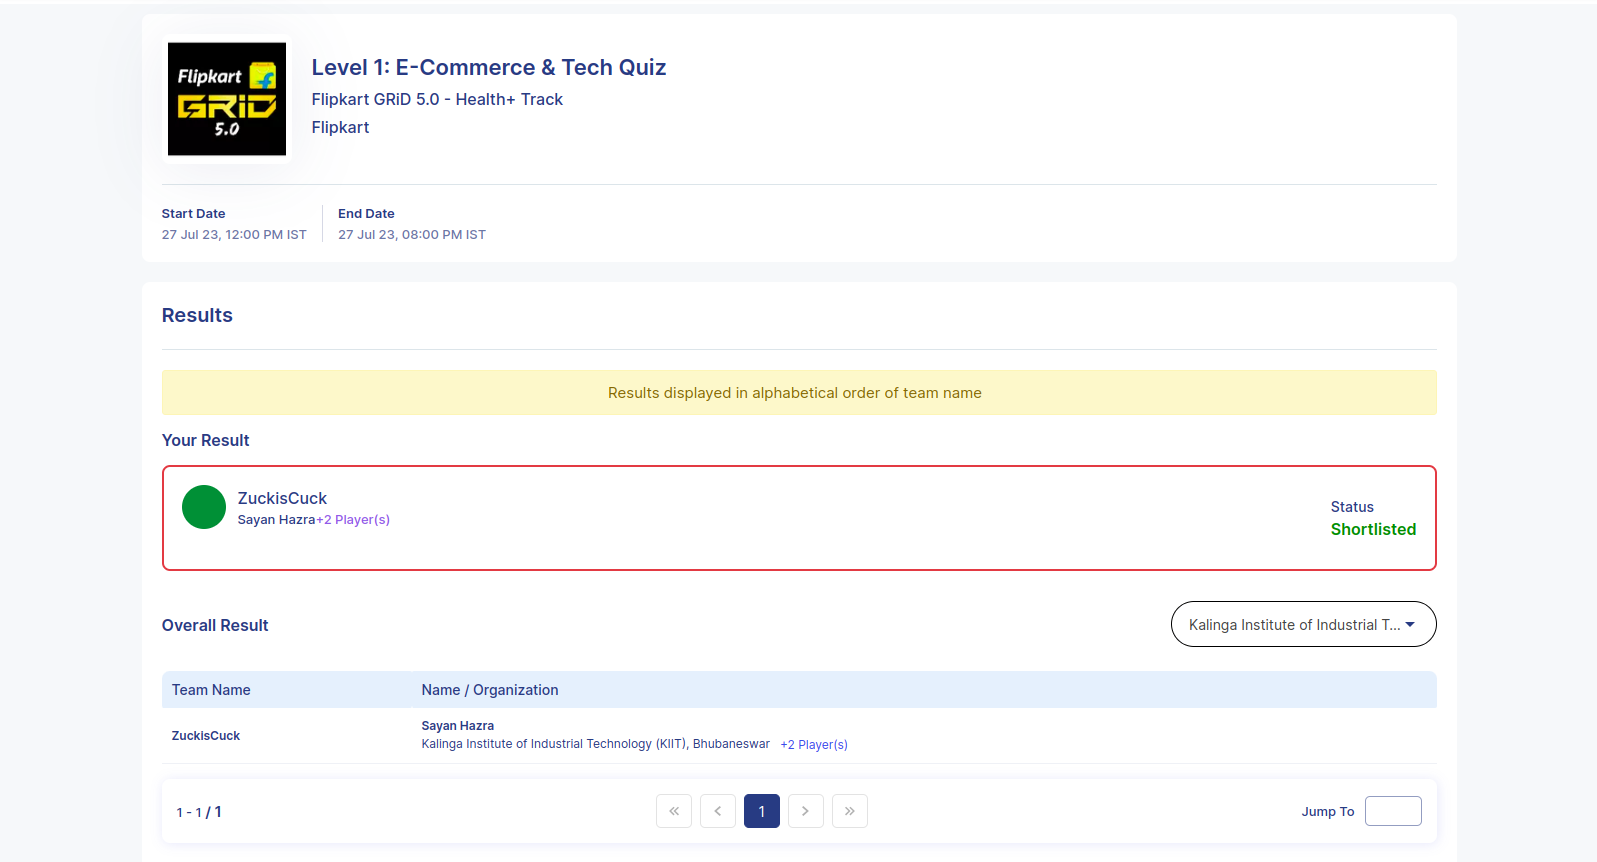 Flipkart
GRiD
5.0
Level 1: E-Commerce & Tech Quiz
Flipkart GRiD 5.0 - Health+ Track
Flipkart
Start Date
27 Jul 23, 12:00 PM IST
End Date
27 Jul 23, 08:00 PM IST
Results
Results displayed in alphabetical order of team name
Your Result
ZuckisCuck
Sayan Hazra+2 Player(s)
Status
Shortlisted
Overall Result
Kalinga Institute of Industrial T...
Team Name Name / Organization
ZuckisCuck
Sayan Hazra
Kalinga Institute of Industrial Technology (KIIT), Bhubaneswar +2 Player(s)
1 - 1 / 1
« ‹ 1 › »
Jump To